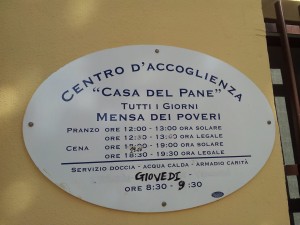 CENTRO D'ACCOGLIENZA
"CASA DEL PANE"
TUTTI I GIORNI
MENSA DEI POVERI
PRANZO ORE 12:00 - 13:00 ORA SOLARE
ORE 12:30 - 13:30 ORA LEGALE
CENA ORE 18:00 - 19:00 ORA SOLARE
ORE 18:30 - 19:30 ORA LEGALE
SERVIZIO DOCCIA - ACQUA CALDA - ARMADIO CARITÀ
GIOVEDI
ORE 8:30 - 9:30